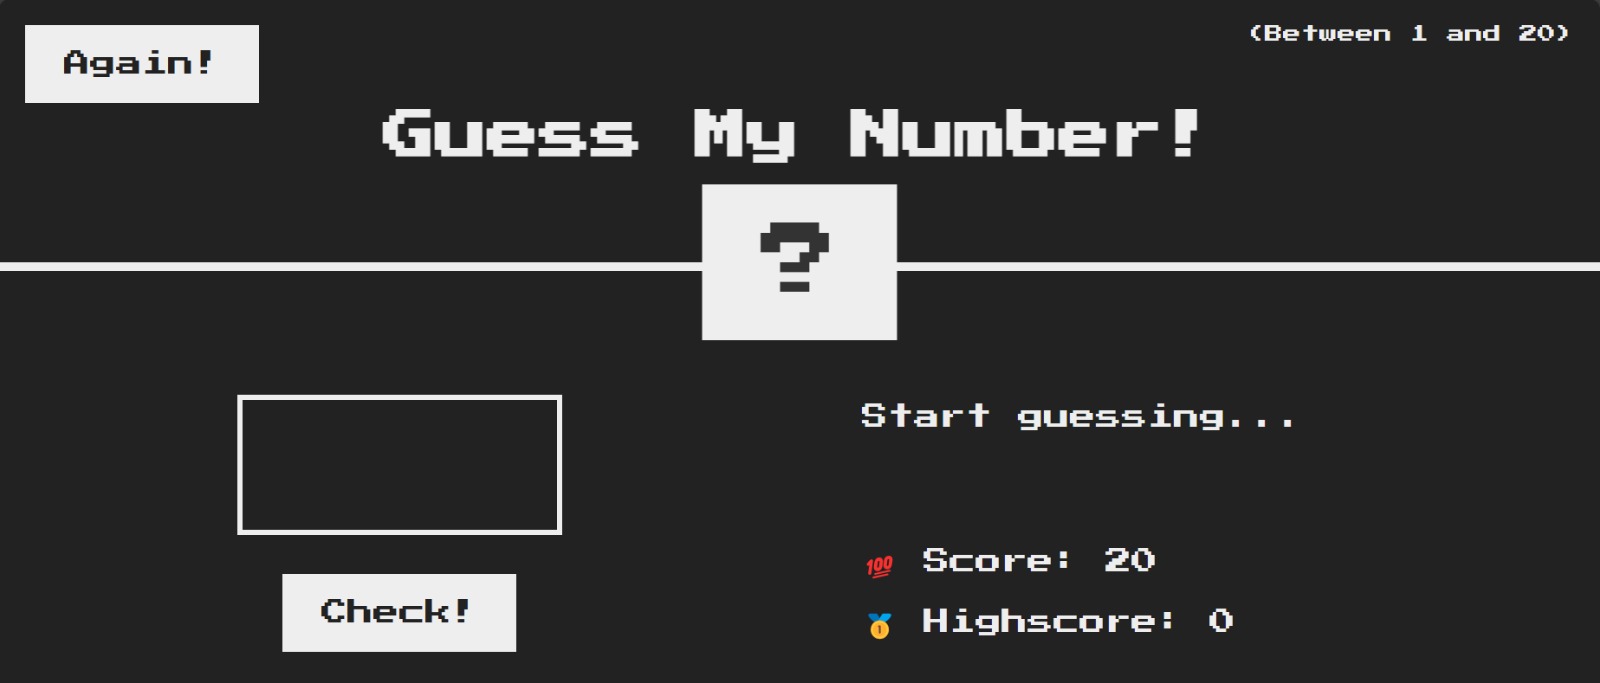 Again!
(Between 1 and 20)
Guess My Number!
?
Start guessing...
💯 Score: 20
🥇 Highscore: 0
Check!